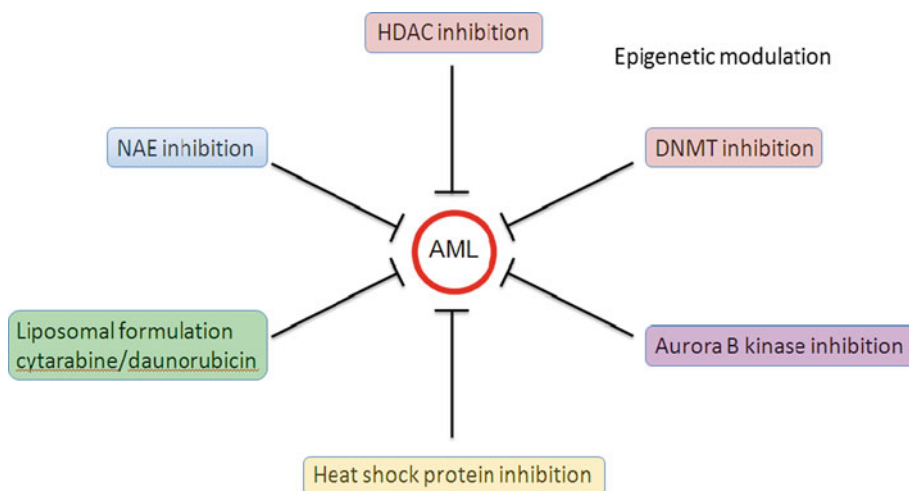 HDAC inhibition
Epigenetic modulation
NAE inhibition
DNMT inhibition
AML
Liposomal formulation
cytarabine/daunorubicin
Aurora B kinase inhibition
Heat shock protein inhibition